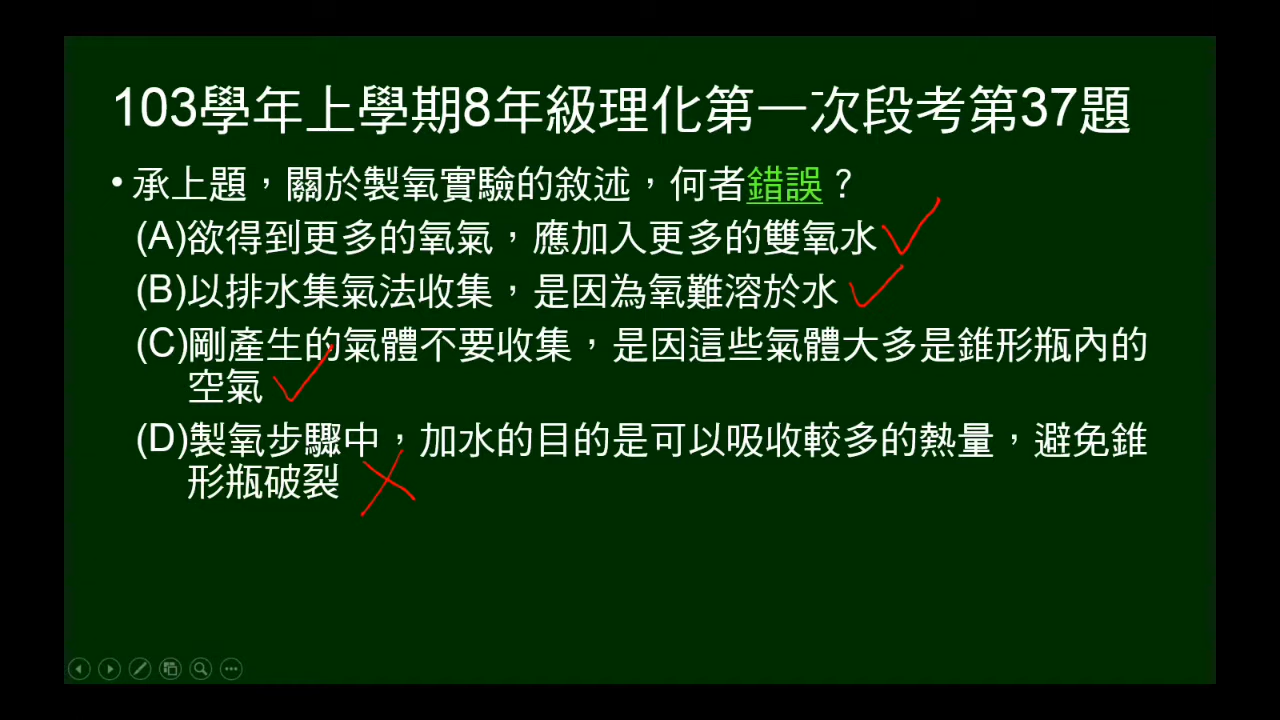 103學年上學期8年級理化第一次段考第37題
•承上題，關於製氧實驗的敘述，何者錯誤？
(A)欲得到更多的氧氣，應加入更多的雙氧水
(B)以排水集氣法收集，是因為氧難溶於水
(C)剛產生的氣體不要收集，是因這些氣體大多是錐形瓶內的
空氣
(D)製氧步驟中，加水的目的是可以吸收較多的熱量，避免錐
形瓶破裂